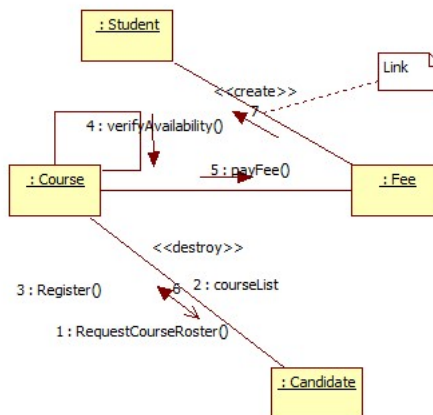 : Student
Link
<<create>>
7
4 : verifyAvailability()
5 : payFee()
: Course
: Fee
<<destroy>>
3 : Register()
6
2 : courseList
1 : RequestCourseRoster()
: Candidate